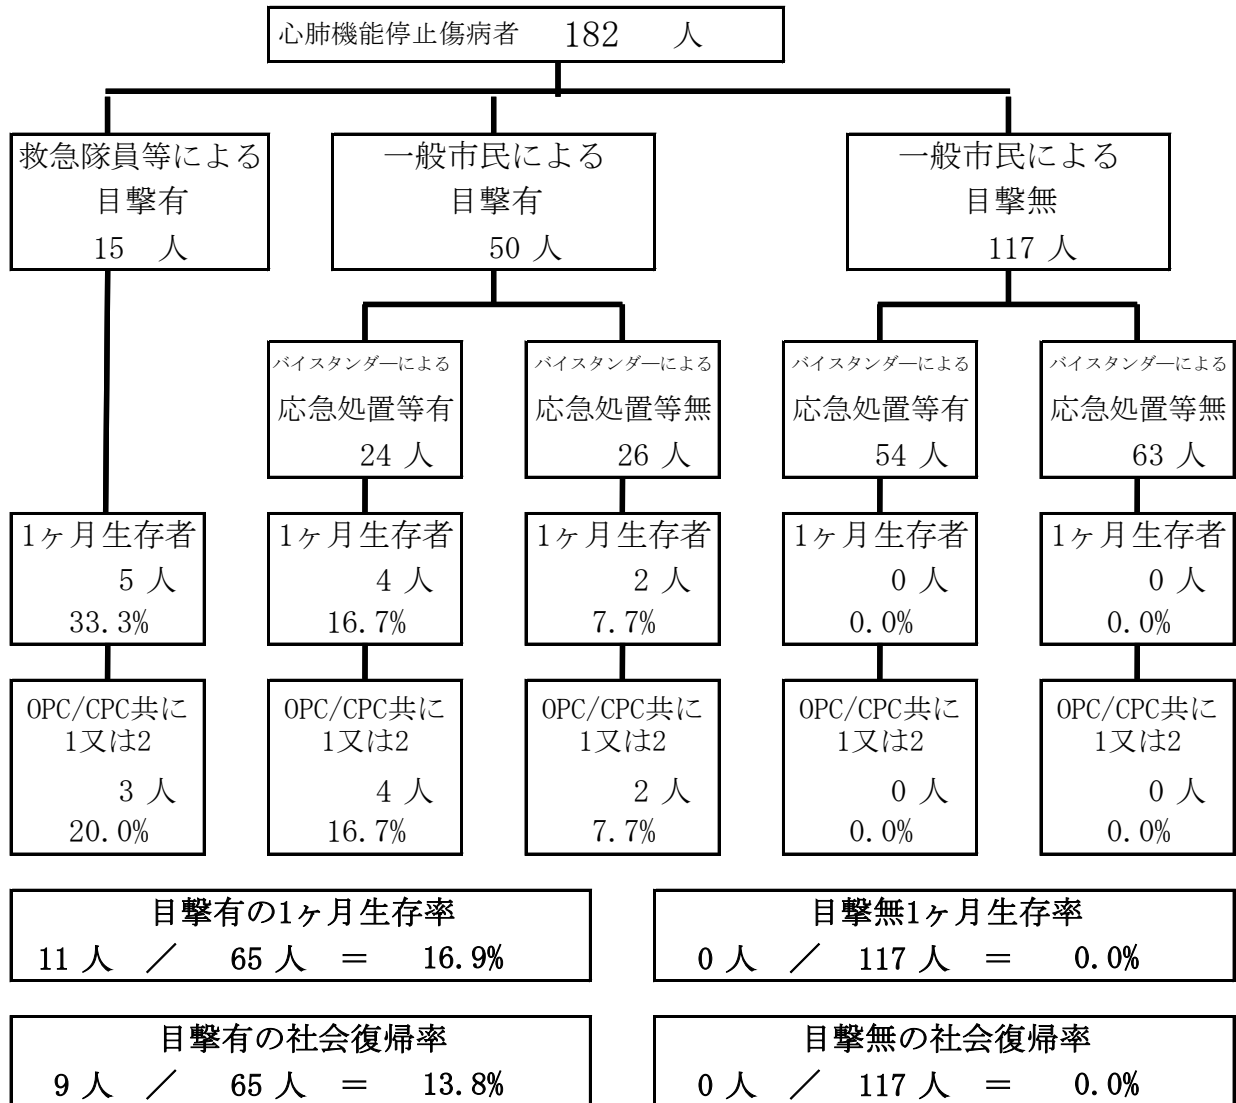 心肺機能停止傷病者 182 人
救急隊員等による
目撃有
15 人
一般市民による
目撃有
50 人
一般市民による
目撃無
117 人
バイスタンダーによる
応急処置等有
24 人
バイスタンダーによる
応急処置等無
26 人
バイスタンダーによる
応急処置等有
54 人
バイスタンダーによる
応急処置等無
63 人
1ヶ月生存者
5 人
33.3%
1ヶ月生存者
4 人
16.7%
1ヶ月生存者
2 人
7.7%
1ヶ月生存者
0 人
0.0%
1ヶ月生存者
0 人
0.0%
OPC/CPC共に
1又は2
3 人
20.0%
OPC/CPC共に
1又は2
4 人
16.7%
OPC/CPC共に
1又は2
2 人
7.7%
OPC/CPC共に
1又は2
0 人
0.0%
OPC/CPC共に
1又は2
0 人
0.0%
目撃有の1ヶ月生存率
11 人 ／ 65 人 ＝ 16.9%
目撃無1ヶ月生存率
0 人 ／ 117 人 ＝ 0.0%
目撃有の社会復帰率
9 人 ／ 65 人 ＝ 13.8%
目撃無の社会復帰率
0 人 ／ 117 人 ＝ 0.0%